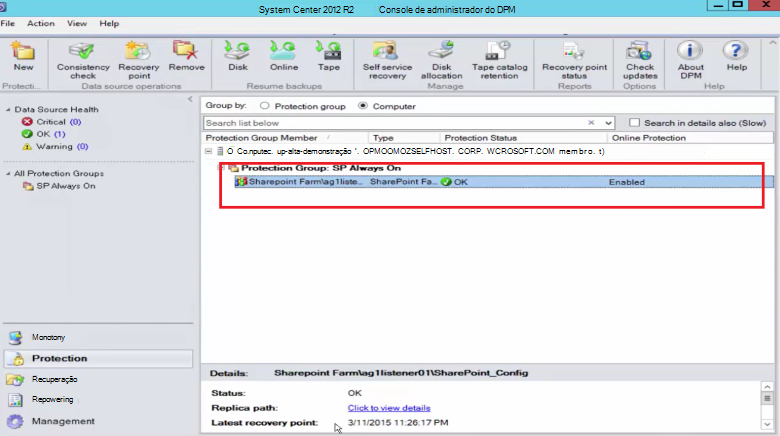 System Center 2012 R2 Console de administrador do DPM
File Action View Help
New Consistency check Recovery point Remove Disk Online Tape Self service recovery Disk allocation Tape catalog retention Recovery point status Check updates About DPM Help
Protecti... Data source operations Resume backups Manage Reports Options Help
Data Source Health
Critical (0)
OK (1)
Warning (0)
All Protection Groups
SP Always On
Monotony
Protection
Recuperação
Repowering
Management
Group by: Protection group Computer
Search list below Search in details also (Slow)
Protection Group Member / Type Protection Status Online Protection
O Co.nputec. up-alta-demonstração '. OPMOOMOZSELFHOST. CORP. WCROSOFT.COM membro. t)
Protection Group: SP Always On
Sharepoint Farm\ag1liste... SharePoint Fa... OK Enabled
Details: Sharepoint Farm\ag1listener01\SharePoint_Config
Status: OK
Replica path: Click to view details
Latest recovery point: 3/11/2015 11:26:17 PM